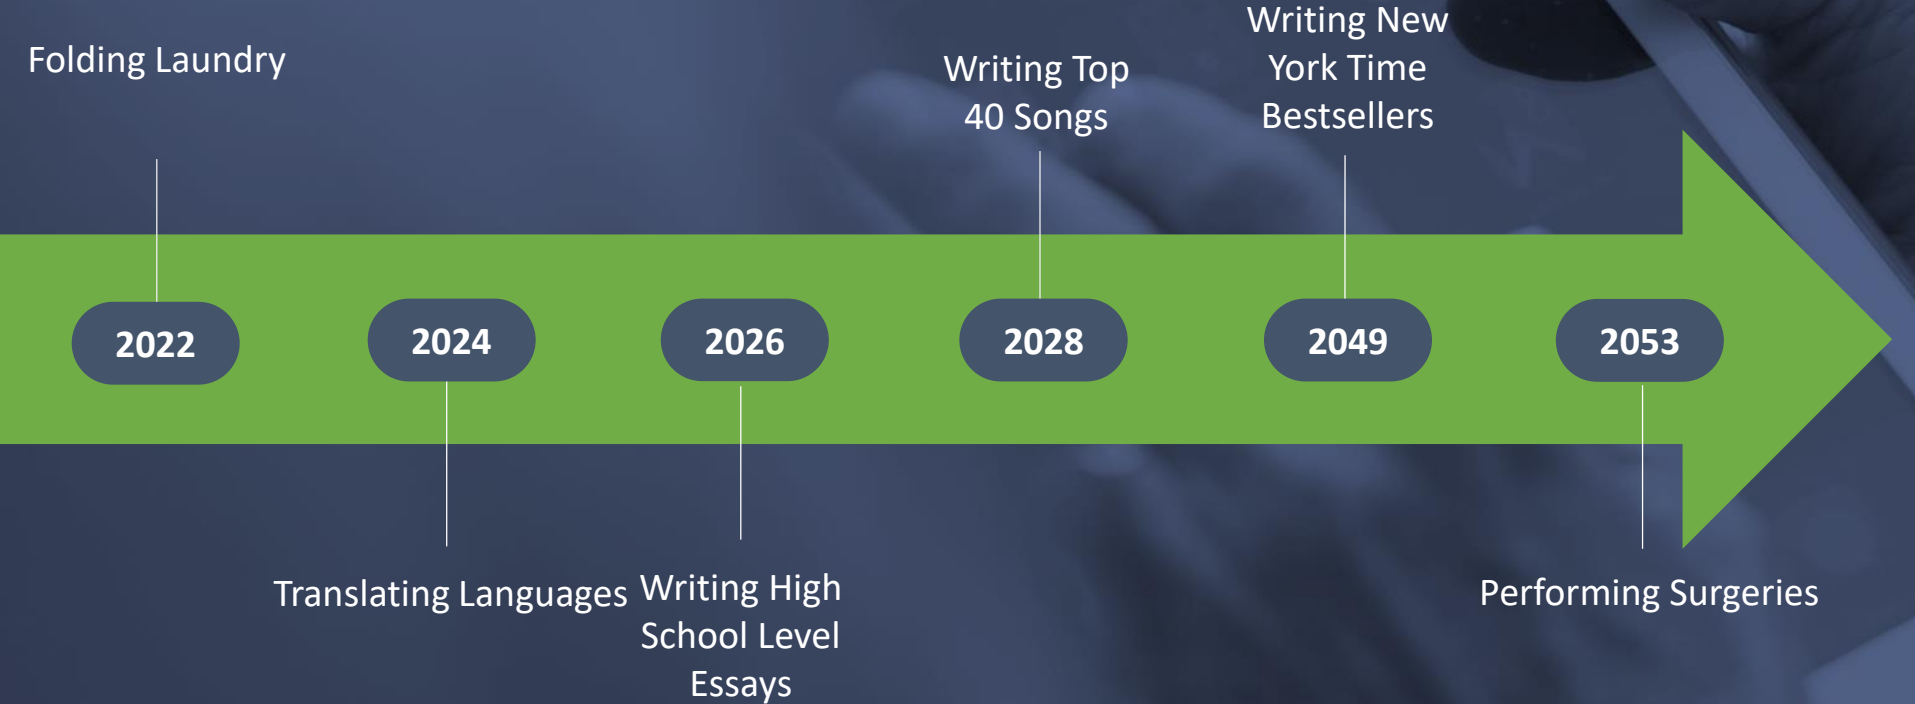 Folding Laundry
Writing Top
40 Songs
Writing New
York Time
Bestsellers
2022
2024
2026
2028
2049
2053
Translating Languages
Writing High
School Level
Essays
Performing Surgeries